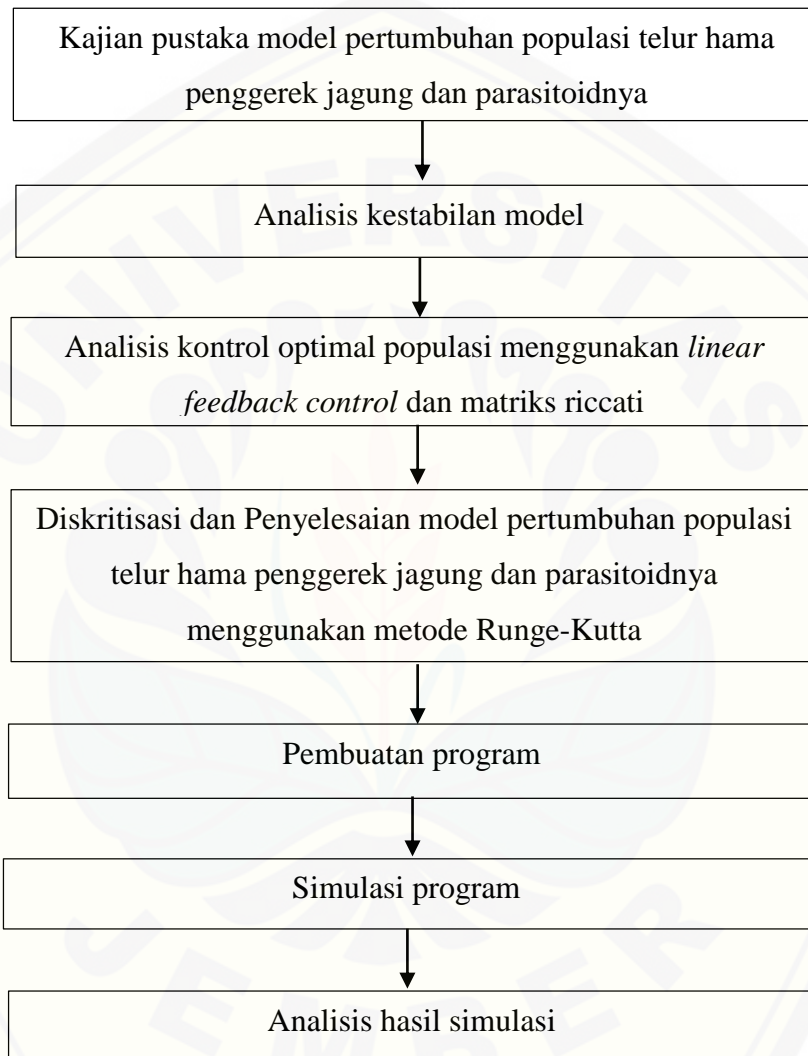 Kajian pustaka model pertumbuhan populasi telur hama
penggerek jagung dan parasitoidnya
Analisis kestabilan model
Analisis kontrol optimal populasi menggunakan linear
feedback control dan matriks riccati
Diskritisasi dan Penyelesaian model pertumbuhan populasi
telur hama penggerek jagung dan parasitoidnya
menggunakan metode Runge-Kutta
Pembuatan program
Simulasi program
Analisis hasil simulasi
UNIVERSITAS
JEMBER